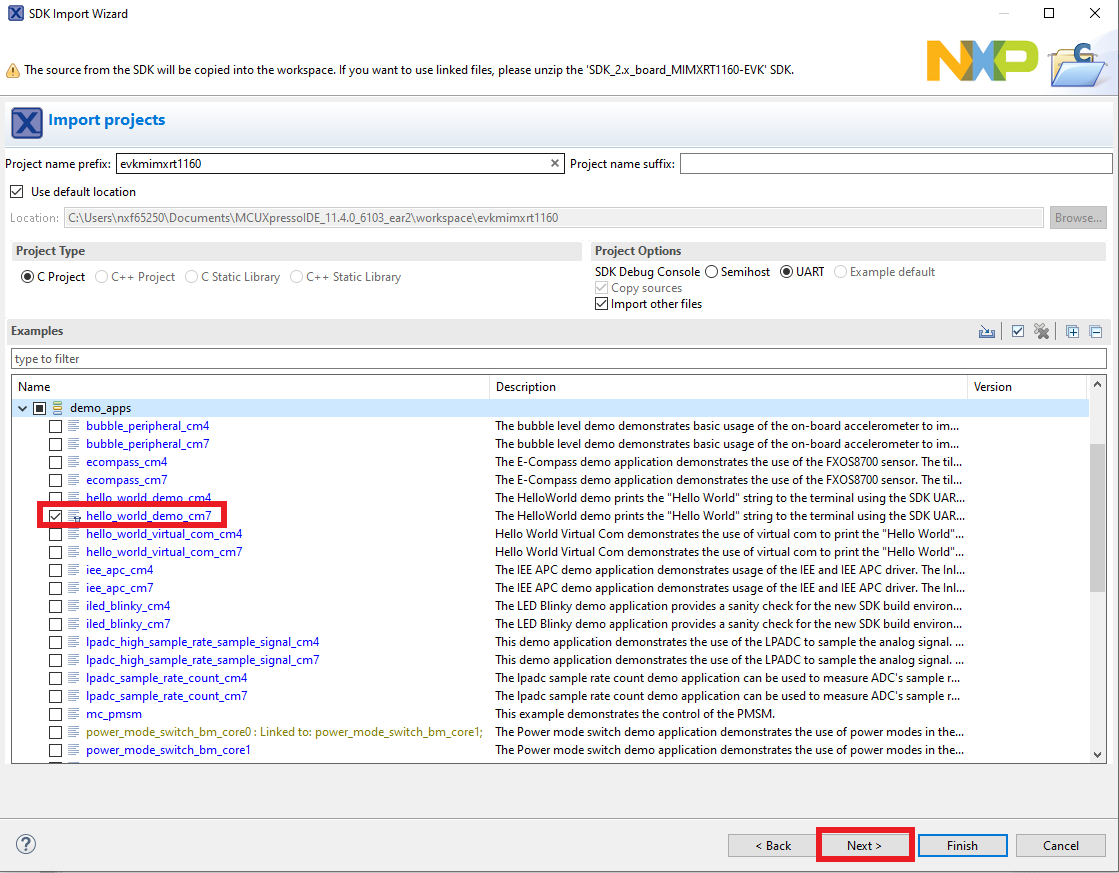 SDK Import Wizard
The source from the SDK will be copied into the workspace. If you want to use linked files, please unzip the 'SDK_2.x_board_MIMXRT1160-EVK' SDK.
NXP
Import projects
Project name prefix: evkmimxrt1160 Project name suffix:
Use default location
Location: C:\Users\nxf65250\Documents\MCUXpressoIDE_11.4.0_6103_ear2\workspace\evkmimxrt1160 Browse...
Project Type Project Options
C Project C++ Project C Static Library C++ Static Library SDK Debug Console Semihost UART Example default
Copy sources
Import other files
Examples
type to filter
Name Description Version
demo_apps
bubble_peripheral_cm4 The bubble level demo demonstrates basic usage of the on-board accelerometer to im...
bubble_peripheral_cm7 The bubble level demo demonstrates basic usage of the on-board accelerometer to im...
ecompass_cm4 The E-Compass demo application demonstrates the use of the FXOS8700 sensor. The til...
ecompass_cm7 The E-Compass demo application demonstrates the use of the FXOS8700 sensor. The til...
hello_world_demo_cm4 The HelloWorld demo prints the "Hello World" string to the terminal using the SDK UAR...
hello_world_demo_cm7 The HelloWorld demo prints the "Hello World" string to the terminal using the SDK UAR...
hello_world_virtual_com_cm4 Hello World Virtual Com demonstrates the use of virtual com to print the "Hello World"...
hello_world_virtual_com_cm7 Hello World Virtual Com demonstrates the use of virtual com to print the "Hello World"...
iee_apc_cm4 The IEE APC demo application demonstrates usage of the IEE and IEE APC driver. The InI...
iee_apc_cm7 The IEE APC demo application demonstrates usage of the IEE and IEE APC driver. The InI...
iled_blinky_cm4 The LED Blinky demo application provides a sanity check for the new SDK build environ...
iled_blinky_cm7 The LED Blinky demo application provides a sanity check for the new SDK build environ...
lpadc_high_sample_rate_sample_signal_cm4 This demo application demonstrates the use of the LPADC to sample the analog signal. ...
lpadc_high_sample_rate_sample_signal_cm7 This demo application demonstrates the use of the LPADC to sample the analog signal. ...
lpadc_sample_rate_count_cm4 The lpadc sample rate count demo application can be used to measure ADC's sample r...
lpadc_sample_rate_count_cm7 The lpadc sample rate count demo application can be used to measure ADC's sample r...
mc_pmsm This example demonstrates the control of the PMSM.
power_mode_switch_bm_core0 : Linked to: power_mode_switch_bm_core1; The Power mode switch demo application demonstrates the use of power modes in the...
power_mode_switch_bm_core1 The Power mode switch demo application demonstrates the use of power modes in the...
< Back Next > Finish Cancel